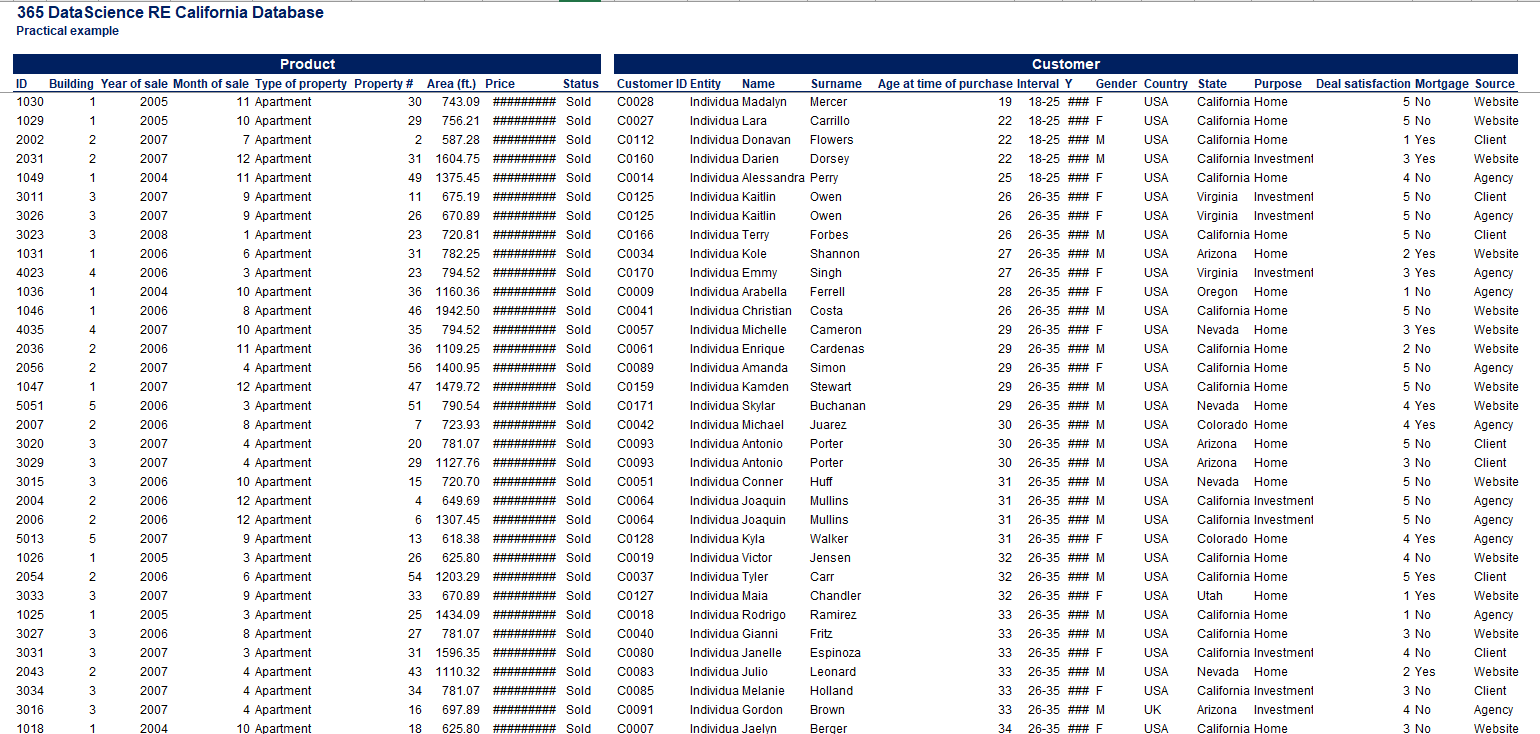 365 DataScience RE California Database
Practical example
Product Customer
ID Building Year of sale Month of sale Type of property Property # Area (ft.) Price Status Customer ID Entity Name Surname Age at time of purchase Interval Y Gender Country State Purpose Deal satisfaction Mortgage Source
1030 1 2005 11 Apartment 30 743.09 ######### Sold C0028 Individua Madalyn Mercer 19 18-25 ### F USA California Home 5 No Website
1029 1 2005 10 Apartment 29 756.21 ######### Sold C0027 Individua Lara Carrillo 22 18-25 ### F USA California Home 5 No Website
2002 2 2007 7 Apartment 2 587.28 ######### Sold C0112 Individua Donavan Flowers 22 18-25 ### M USA California Home 1 Yes Client
2031 2 2007 12 Apartment 31 1604.75 ######### Sold C0160 Individua Darien Dorsey 22 18-25 ### M USA California Investment 3 Yes Website
1049 1 2004 11 Apartment 49 1375.45 ######### Sold C0014 Individua Alessandra Perry 25 18-25 ### F USA California Home 4 No Agency
3011 3 2007 9 Apartment 11 675.19 ######### Sold C0125 Individua Kaitlin Owen 26 26-35 ### F USA Virginia Investment 5 No Client
3026 3 2007 9 Apartment 26 670.89 ######### Sold C0125 Individua Kaitlin Owen 26 26-35 ### F USA Virginia Investment 5 No Agency
3023 3 2008 1 Apartment 23 720.81 ######### Sold C0166 Individua Terry Forbes 26 26-35 ### M USA California Home 5 No Client
1031 1 2006 6 Apartment 31 782.25 ######### Sold C0034 Individua Kole Shannon 27 26-35 ### M USA Arizona Home 2 Yes Website
4023 4 2006 3 Apartment 23 794.52 ######### Sold C0170 Individua Emmy Singh 27 26-35 ### F USA Virginia Investment 3 Yes Agency
1036 1 2004 10 Apartment 36 1160.36 ######### Sold C0009 Individua Arabella Ferrell 28 26-35 ### F USA Oregon Home 1 No Agency
1046 1 2006 8 Apartment 46 1942.50 ######### Sold C0041 Individua Christian Costa 26 26-35 ### M USA California Home 5 No Website
4035 4 2007 10 Apartment 35 794.52 ######### Sold C0057 Individua Michelle Cameron 29 26-35 ### F USA Nevada Home 3 Yes Website
2036 2 2006 11 Apartment 36 1109.25 ######### Sold C0061 Individua Enrique Cardenas 29 26-35 ### M USA California Home 2 No Website
2056 2 2007 4 Apartment 56 1400.95 ######### Sold C0089 Individua Amanda Simon 29 26-35 ### F USA California Home 5 No Agency
1047 1 2007 12 Apartment 47 1479.72 ######### Sold C0159 Individua Kamden Stewart 29 26-35 ### M USA California Home 5 No Website
5051 5 2006 3 Apartment 51 790.54 ######### Sold C0171 Individua Skylar Buchanan 29 26-35 ### M USA Nevada Home 4 Yes Website
2007 2 2006 8 Apartment 7 723.93 ######### Sold C0042 Individua Michael Juarez 30 26-35 ### M USA Colorado Home 4 Yes Agency
3020 3 2007 4 Apartment 20 781.07 ######### Sold C0093 Individua Antonio Porter 30 26-35 ### M USA Arizona Home 5 No Client
3029 3 2007 4 Apartment 29 1127.76 ######### Sold C0093 Individua Antonio Porter 30 26-35 ### M USA Arizona Home 3 No Client
3015 3 2006 10 Apartment 15 720.70 ######### Sold C0051 Individua Conner Huff 31 26-35 ### M USA Nevada Home 5 No Website
2004 2 2006 12 Apartment 4 649.69 ######### Sold C0064 Individua Joaquin Mullins 31 26-35 ### M USA California Investment 5 No Agency
2006 2 2006 12 Apartment 6 1307.45 ######### Sold C0064 Individua Joaquin Mullins 31 26-35 ### M USA California Investment 5 No Agency
5013 5 2007 9 Apartment 13 618.38 ######### Sold C0128 Individua Kyla Walker 31 26-35 ### F USA Colorado Home 4 Yes Agency
1026 1 2005 3 Apartment 26 625.80 ######### Sold C0019 Individua Victor Jensen 32 26-35 ### M USA California Home 4 No Website
2054 2 2006 6 Apartment 54 1203.29 ######### Sold C0037 Individua Tyler Carr 32 26-35 ### M USA California Home 5 Yes Client
3033 3 2007 9 Apartment 33 670.89 ######### Sold C0127 Individua Maia Chandler 32 26-35 ### F USA Utah Home 1 Yes Website
1025 1 2005 3 Apartment 25 1434.09 ######### Sold C0018 Individua Rodrigo Ramirez 33 26-35 ### M USA California Home 1 No Agency
3027 3 2006 8 Apartment 27 781.07 ######### Sold C0040 Individua Gianni Fritz 33 26-35 ### M USA California Home 3 No Website
3031 3 2007 3 Apartment 31 1596.35 ######### Sold C0080 Individua Janelle Espinoza 33 26-35 ### F USA California Investment 4 No Client
2043 2 2007 4 Apartment 43 1110.32 ######### Sold C0083 Individua Julio Leonard 33 26-35 ### M USA Nevada Home 2 Yes Website
3034 3 2007 4 Apartment 34 781.07 ######### Sold C0085 Individua Melanie Holland 33 26-35 ### F USA California Investment 3 No Client
3016 3 2007 4 Apartment 16 697.89 ######### Sold C0091 Individua Gordon Brown 33 26-35 ### M UK Arizona Investment 4 No Agency
1018 1 2004 10 Apartment 18 625.80 ######### Sold C0007 Individua Jaelyn Berger 34 26-35 ### F USA California Home 3 No Website